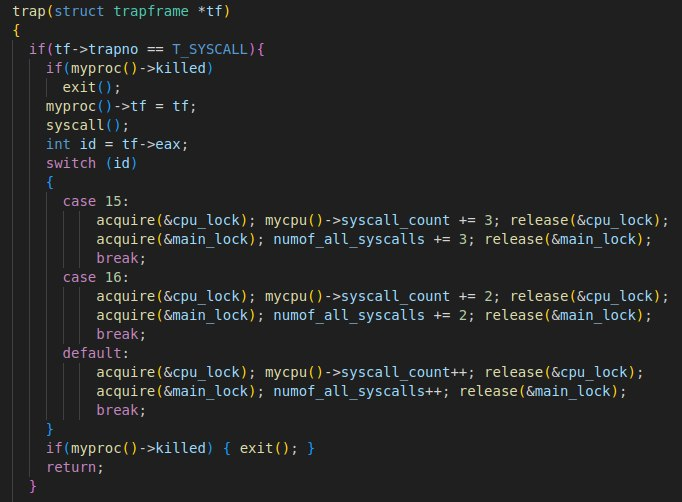 trap(struct trapframe *tf)
{
  if(tf->trapno == T_SYSCALL){
    if(myproc()->killed)
      exit();
    myproc()->tf = tf;
    syscall();
    int id = tf->eax;
    switch (id)
    {
      case 15:
          acquire(&cpu_lock); mycpu()->syscall_count += 3; release(&cpu_lock);
          acquire(&main_lock); numof_all_syscalls += 3; release(&main_lock);
          break;
      case 16:
          acquire(&cpu_lock); mycpu()->syscall_count += 2; release(&cpu_lock);
          acquire(&main_lock); numof_all_syscalls += 2; release(&main_lock);
          break;
      default:
          acquire(&cpu_lock); mycpu()->syscall_count++; release(&cpu_lock);
          acquire(&main_lock); numof_all_syscalls++; release(&main_lock);
          break;
    }
    if(myproc()->killed) { exit(); }
    return;
  }